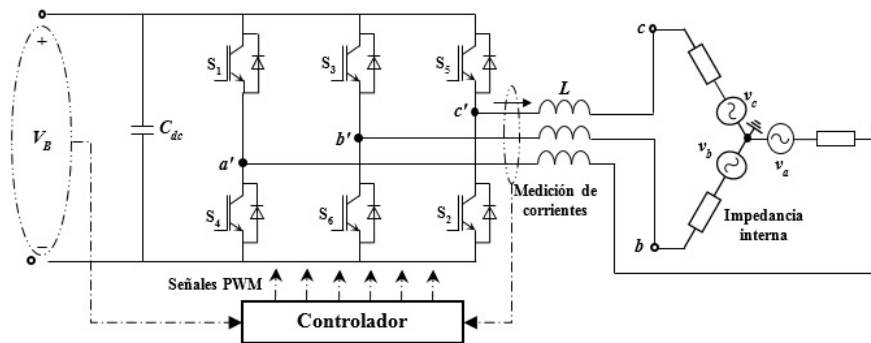 +
V_B
−
C_dc
S_1
S_3
S_5
a'
b'
c'
S_4
S_6
S_2
L
Medición de
corrientes
c
v_c
v_b
v_a
b
Impedancia
interna
Señales PWM
Controlador